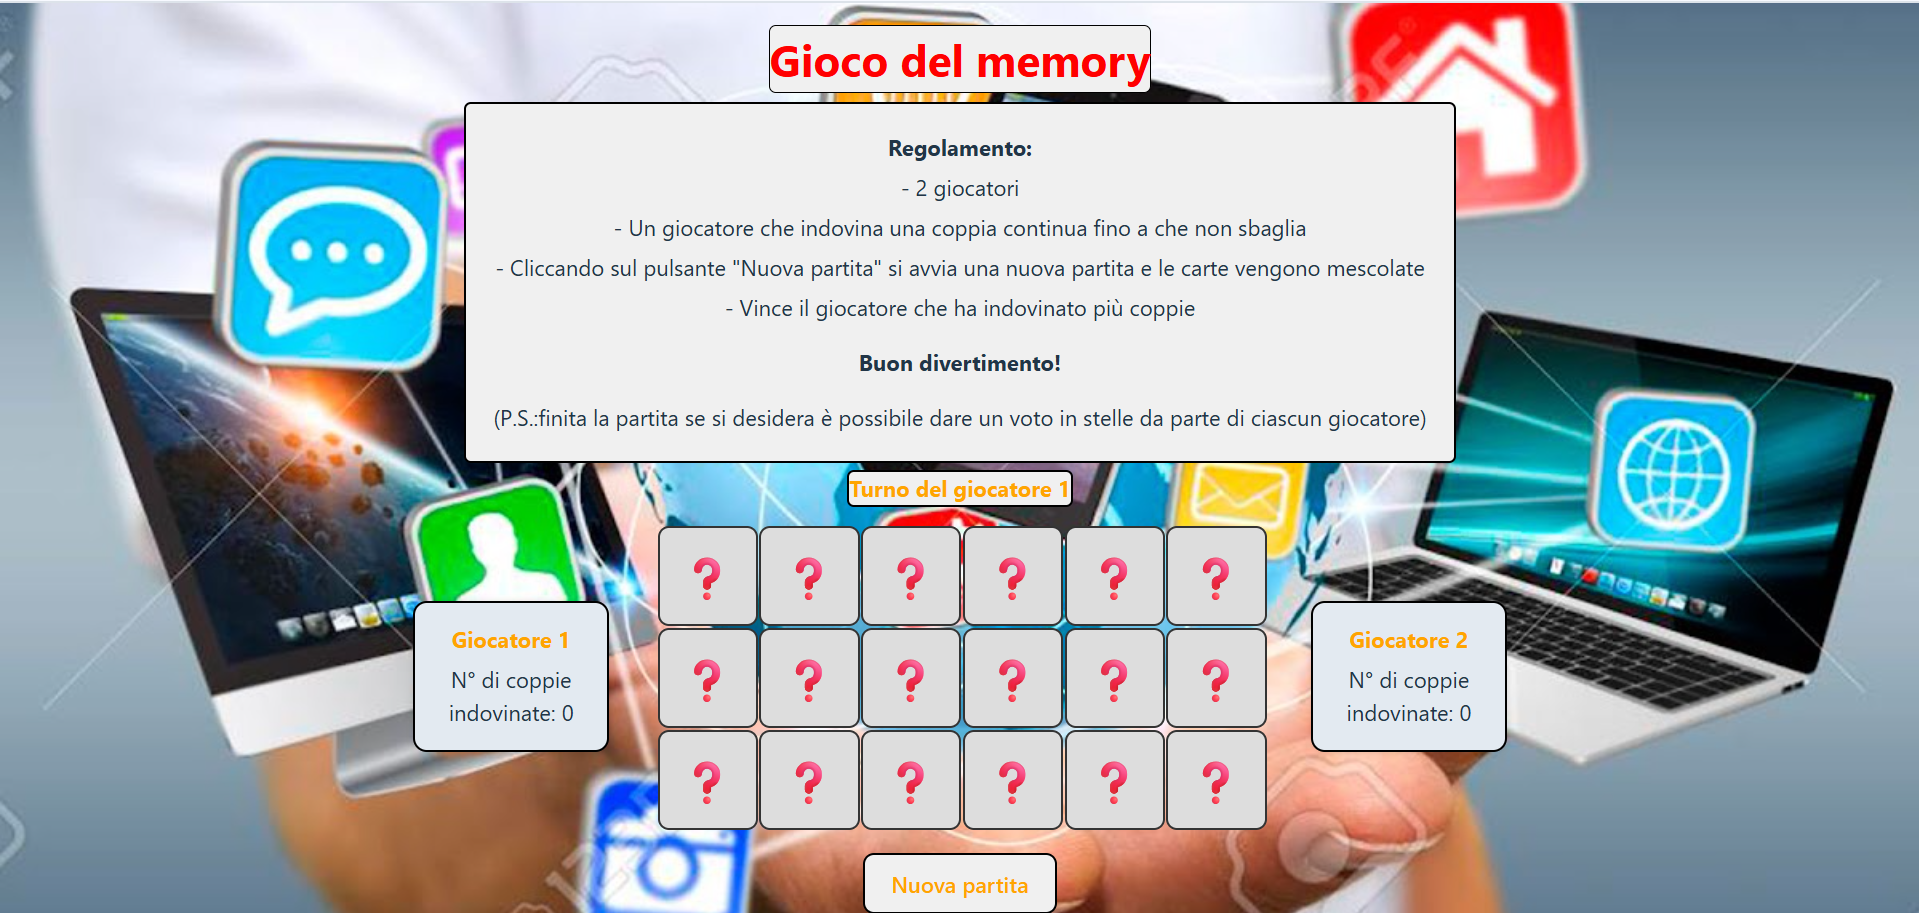 Gioco del memory
Regolamento:
- 2 giocatori
- Un giocatore che indovina una coppia continua fino a che non sbaglia
- Cliccando sul pulsante "Nuova partita" si avvia una nuova partita e le carte vengono mescolate
- Vince il giocatore che ha indovinato più coppie
Buon divertimento!
(P.S.:finita la partita se si desidera è possibile dare un voto in stelle da parte di ciascun giocatore)
Turno del giocatore 1
? ? ? ? ? ?
Giocatore 1
N° di coppie
indovinate: 0
? ? ? ? ? ?
Giocatore 2
N° di coppie
indovinate: 0
? ? ? ? ? ?
Nuova partita